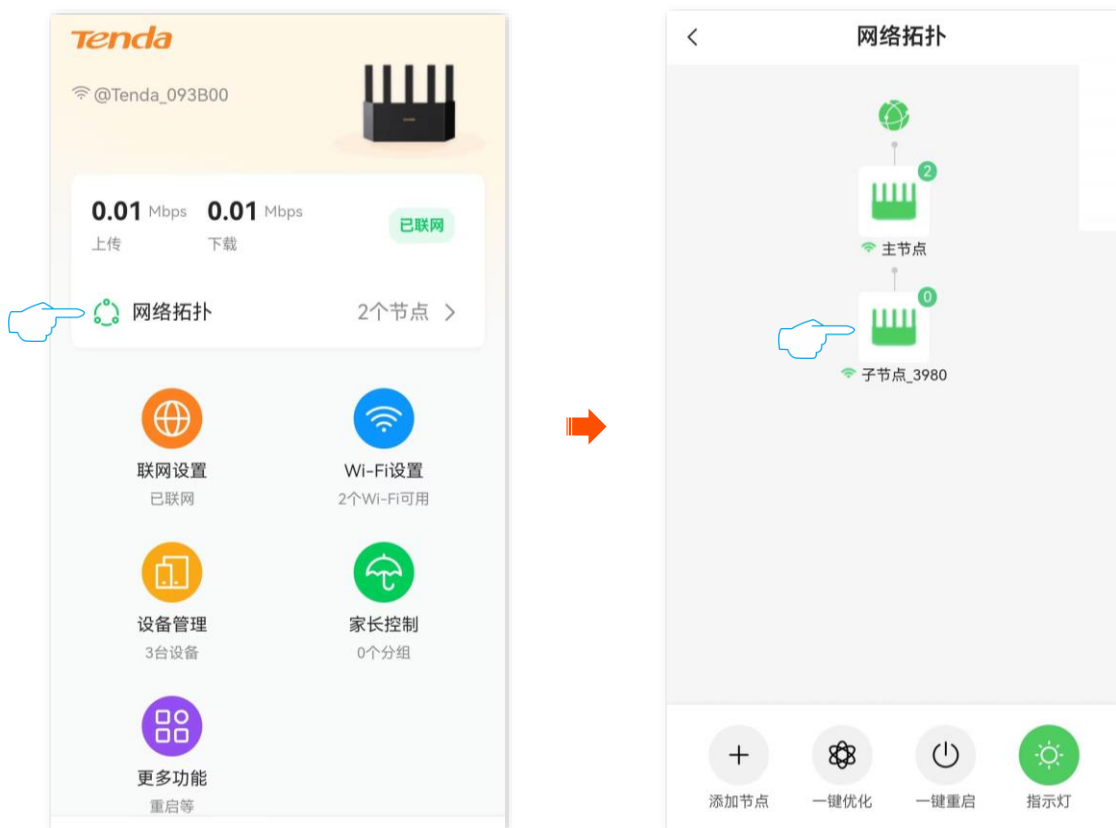 Tenda
@Tenda_093B00
0.01 Mbps 0.01 Mbps
上传 下载
已联网
网络拓扑 2个节点
联网设置 Wi-Fi设置
已联网 2个Wi-Fi可用
设备管理 家长控制
3台设备 0个分组
更多功能
重启等
网络拓扑
2
主节点
0
子节点_3980
添加节点 一键优化 一键重启 指示灯